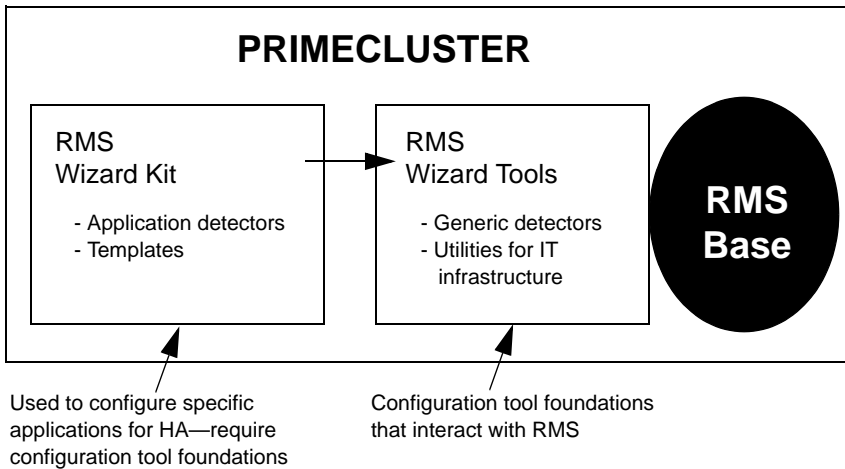 PRIMECLUSTER
RMS
Wizard Kit
- Application detectors
- Templates
RMS
Wizard Tools
- Generic detectors
- Utilities for IT
infrastructure
RMS
Base
Used to configure specific
applications for HA—require
configuration tool foundations
Configuration tool foundations
that interact with RMS